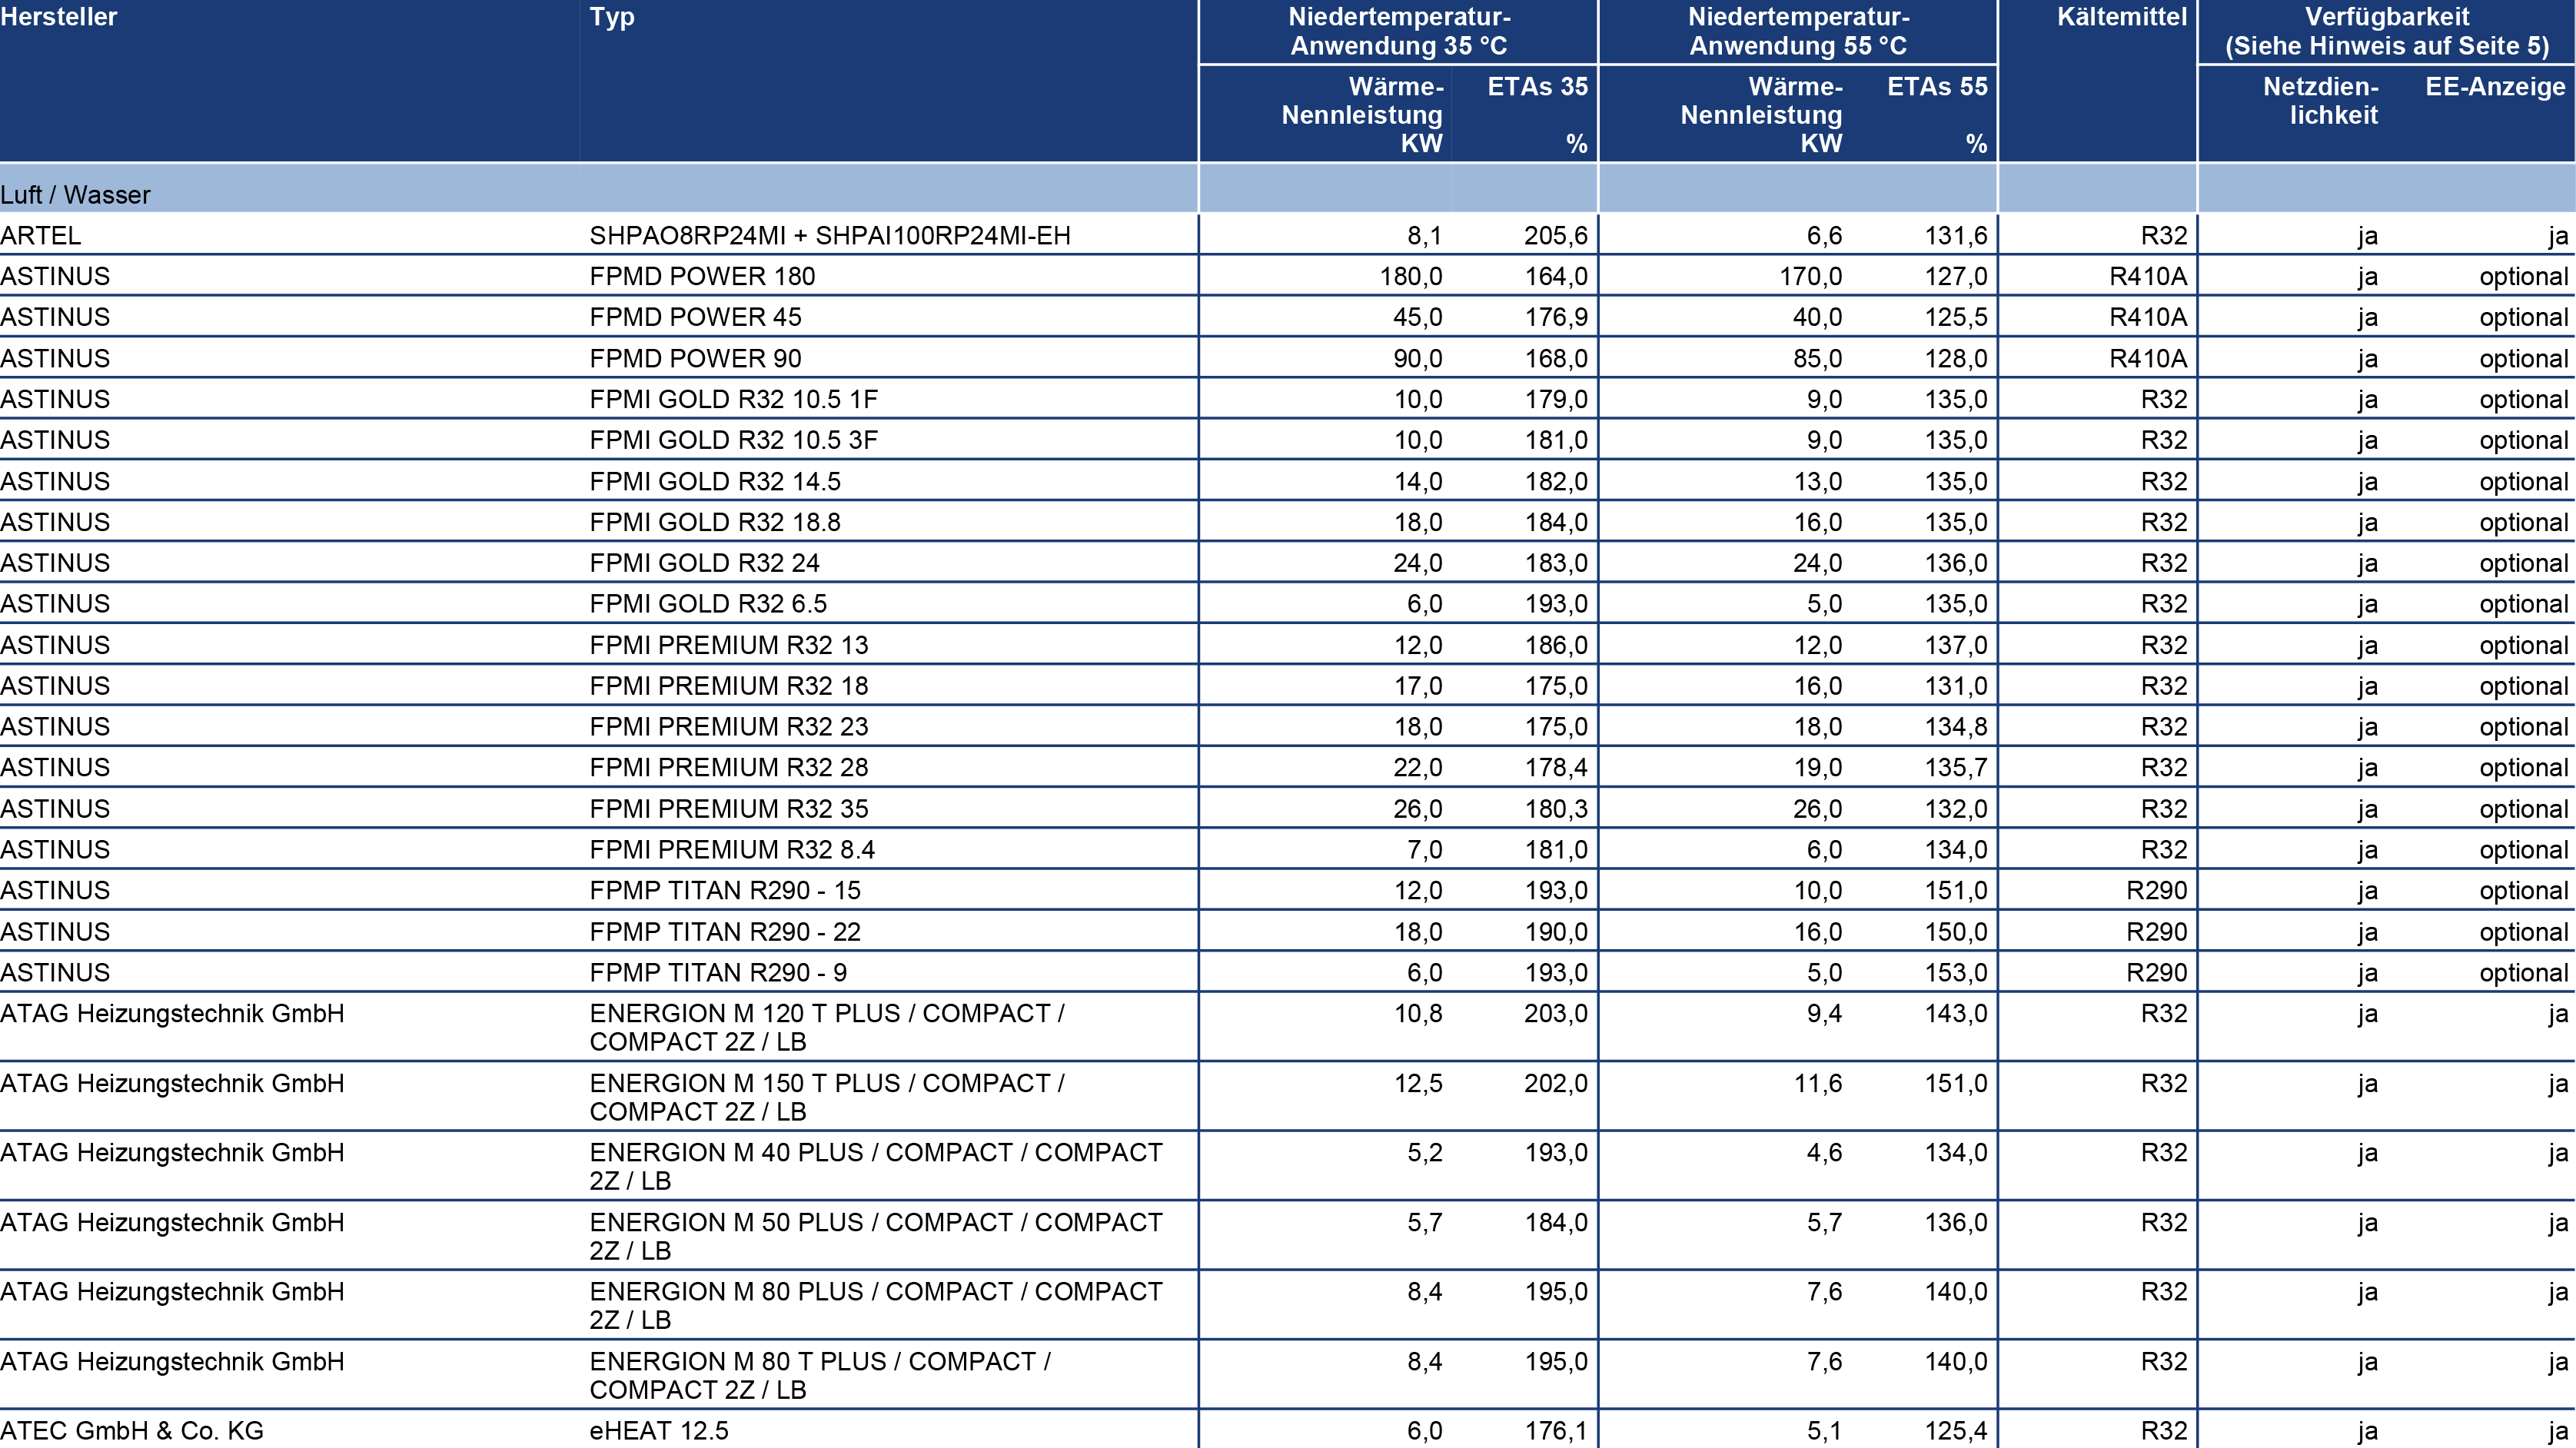 Hersteller Typ Niedertemperatur- Niedertemperatur- Kältemittel Verfügbarkeit
Anwendung 35 °C Anwendung 55 °C (Siehe Hinweis auf Seite 5)
Wärme- ETAs 35 Wärme- ETAs 55 Netzdien- EE-Anzeige
Nennleistung Nennleistung lichkeit
KW % KW %
Luft / Wasser
ARTEL SHPAO8RP24MI + SHPAI100RP24MI-EH 8,1 205,6 6,6 131,6 R32 ja ja
ASTINUS FPMD POWER 180 180,0 164,0 170,0 127,0 R410A ja optional
ASTINUS FPMD POWER 45 45,0 176,9 40,0 125,5 R410A ja optional
ASTINUS FPMD POWER 90 90,0 168,0 85,0 128,0 R410A ja optional
ASTINUS FPMI GOLD R32 10.5 1F 10,0 179,0 9,0 135,0 R32 ja optional
ASTINUS FPMI GOLD R32 10.5 3F 10,0 181,0 9,0 135,0 R32 ja optional
ASTINUS FPMI GOLD R32 14.5 14,0 182,0 13,0 135,0 R32 ja optional
ASTINUS FPMI GOLD R32 18.8 18,0 184,0 16,0 135,0 R32 ja optional
ASTINUS FPMI GOLD R32 24 24,0 183,0 24,0 136,0 R32 ja optional
ASTINUS FPMI GOLD R32 6.5 6,0 193,0 5,0 135,0 R32 ja optional
ASTINUS FPMI PREMIUM R32 13 12,0 186,0 12,0 137,0 R32 ja optional
ASTINUS FPMI PREMIUM R32 18 17,0 175,0 16,0 131,0 R32 ja optional
ASTINUS FPMI PREMIUM R32 23 18,0 175,0 18,0 134,8 R32 ja optional
ASTINUS FPMI PREMIUM R32 28 22,0 178,4 19,0 135,7 R32 ja optional
ASTINUS FPMI PREMIUM R32 35 26,0 180,3 26,0 132,0 R32 ja optional
ASTINUS FPMI PREMIUM R32 8.4 7,0 181,0 6,0 134,0 R32 ja optional
ASTINUS FPMP TITAN R290 - 15 12,0 193,0 10,0 151,0 R290 ja optional
ASTINUS FPMP TITAN R290 - 22 18,0 190,0 16,0 150,0 R290 ja optional
ASTINUS FPMP TITAN R290 - 9 6,0 193,0 5,0 153,0 R290 ja optional
ATAG Heizungstechnik GmbH ENERGION M 120 T PLUS / COMPACT / 10,8 203,0 9,4 143,0 R32 ja ja
COMPACT 2Z / LB
ATAG Heizungstechnik GmbH ENERGION M 150 T PLUS / COMPACT / 12,5 202,0 11,6 151,0 R32 ja ja
COMPACT 2Z / LB
ATAG Heizungstechnik GmbH ENERGION M 40 PLUS / COMPACT / COMPACT 5,2 193,0 4,6 134,0 R32 ja ja
2Z / LB
ATAG Heizungstechnik GmbH ENERGION M 50 PLUS / COMPACT / COMPACT 5,7 184,0 5,7 136,0 R32 ja ja
2Z / LB
ATAG Heizungstechnik GmbH ENERGION M 80 PLUS / COMPACT / COMPACT 8,4 195,0 7,6 140,0 R32 ja ja
2Z / LB
ATAG Heizungstechnik GmbH ENERGION M 80 T PLUS / COMPACT / 8,4 195,0 7,6 140,0 R32 ja ja
COMPACT 2Z / LB
ATEC GmbH & Co. KG eHEAT 12.5 6,0 176,1 5,1 125,4 R32 ja ja